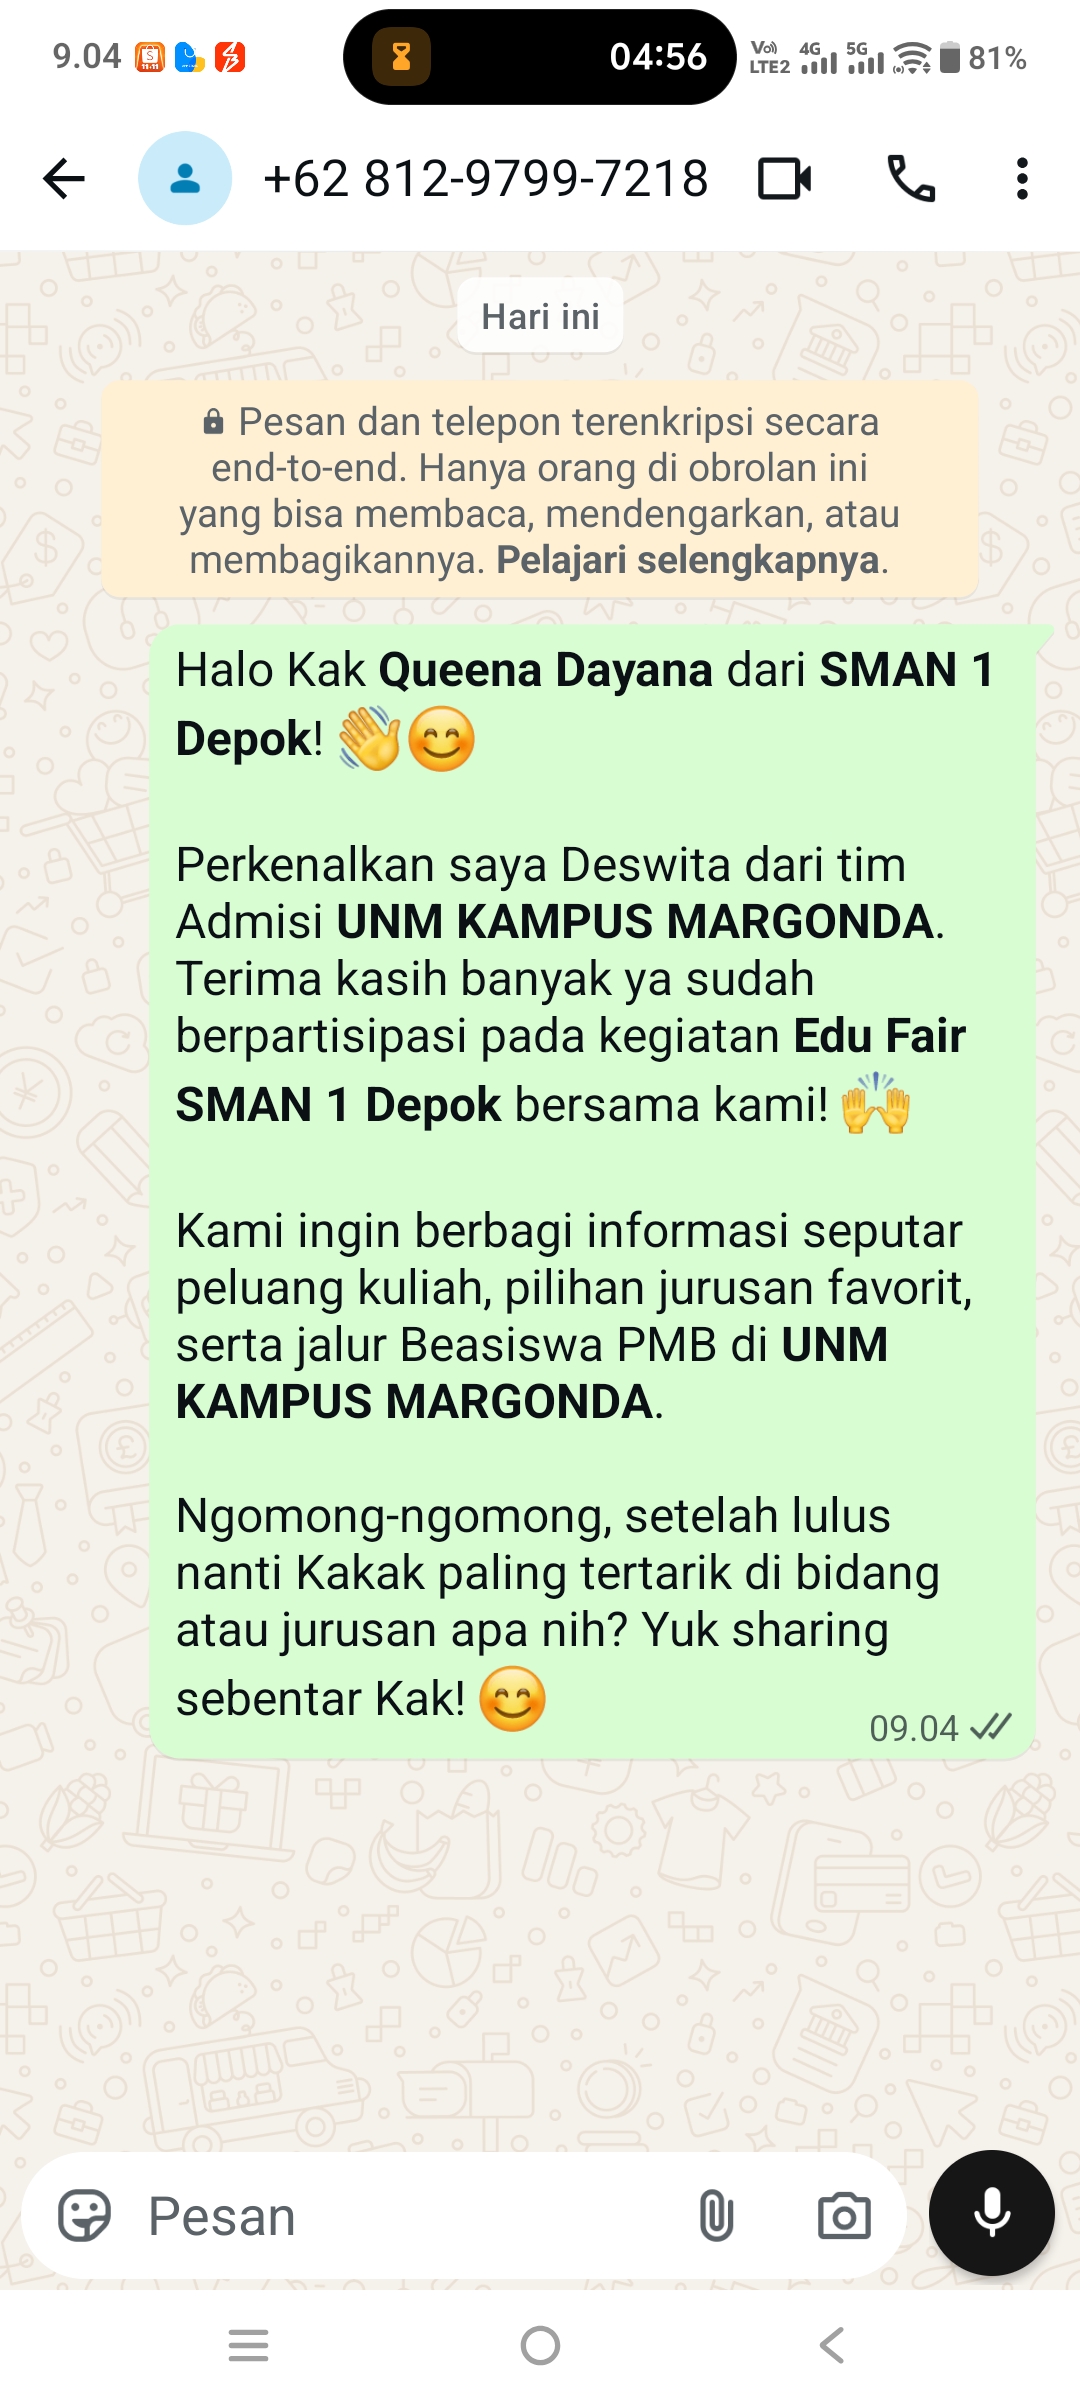 9.04
04:56
Vo)) LTE2 4G 5G 81%
+62 812-9799-7218
Hari ini
Pesan dan telepon terenkripsi secara
end-to-end. Hanya orang di obrolan ini
yang bisa membaca, mendengarkan, atau
membagikannya. Pelajari selengkapnya.
Halo Kak Queena Dayana dari SMAN 1
Depok! 👋😊
Perkenalkan saya Deswita dari tim
Admisi UNM KAMPUS MARGONDA.
Terima kasih banyak ya sudah
berpartisipasi pada kegiatan Edu Fair
SMAN 1 Depok bersama kami! 🙌
Kami ingin berbagi informasi seputar
peluang kuliah, pilihan jurusan favorit,
serta jalur Beasiswa PMB di UNM
KAMPUS MARGONDA.
Ngomong-ngomong, setelah lulus
nanti Kakak paling tertarik di bidang
atau jurusan apa nih? Yuk sharing
sebentar Kak! 😊
09.04
Pesan